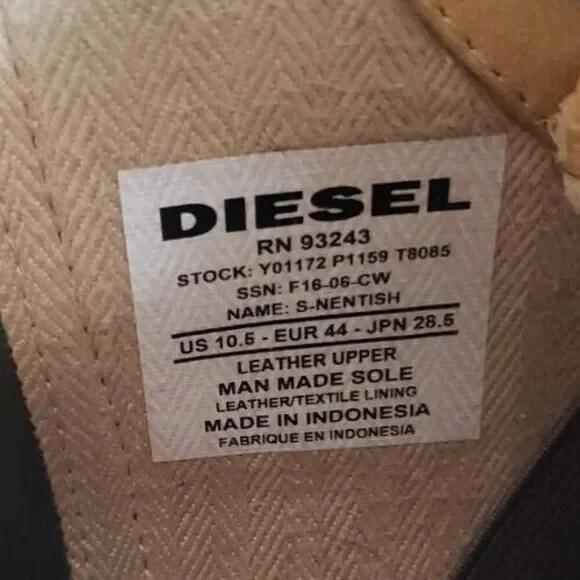 DIESEL
RN 93243
STOCK: Y01172 P1159 T8085
SSN: F16-06-CW
NAME: S-NENTISH
US 10.5 - EUR 44 - JPN 28.5
LEATHER UPPER
MAN MADE SOLE
LEATHER/TEXTILE LINING
MADE IN INDONESIA
FABRIQUE EN INDONESIA